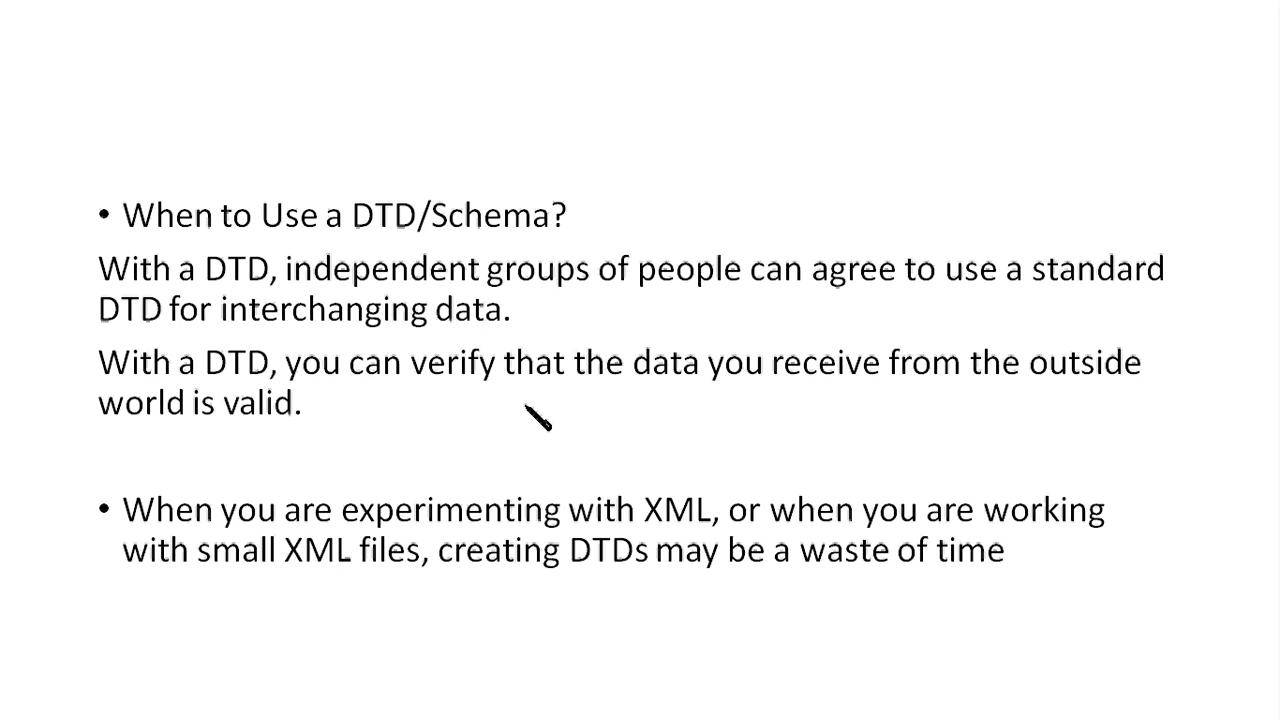 • When to Use a DTD/Schema?
With a DTD, independent groups of people can agree to use a standard
DTD for interchanging data.
With a DTD, you can verify that the data you receive from the outside
world is valid.
• When you are experimenting with XML, or when you are working
with small XML files, creating DTDs may be a waste of time